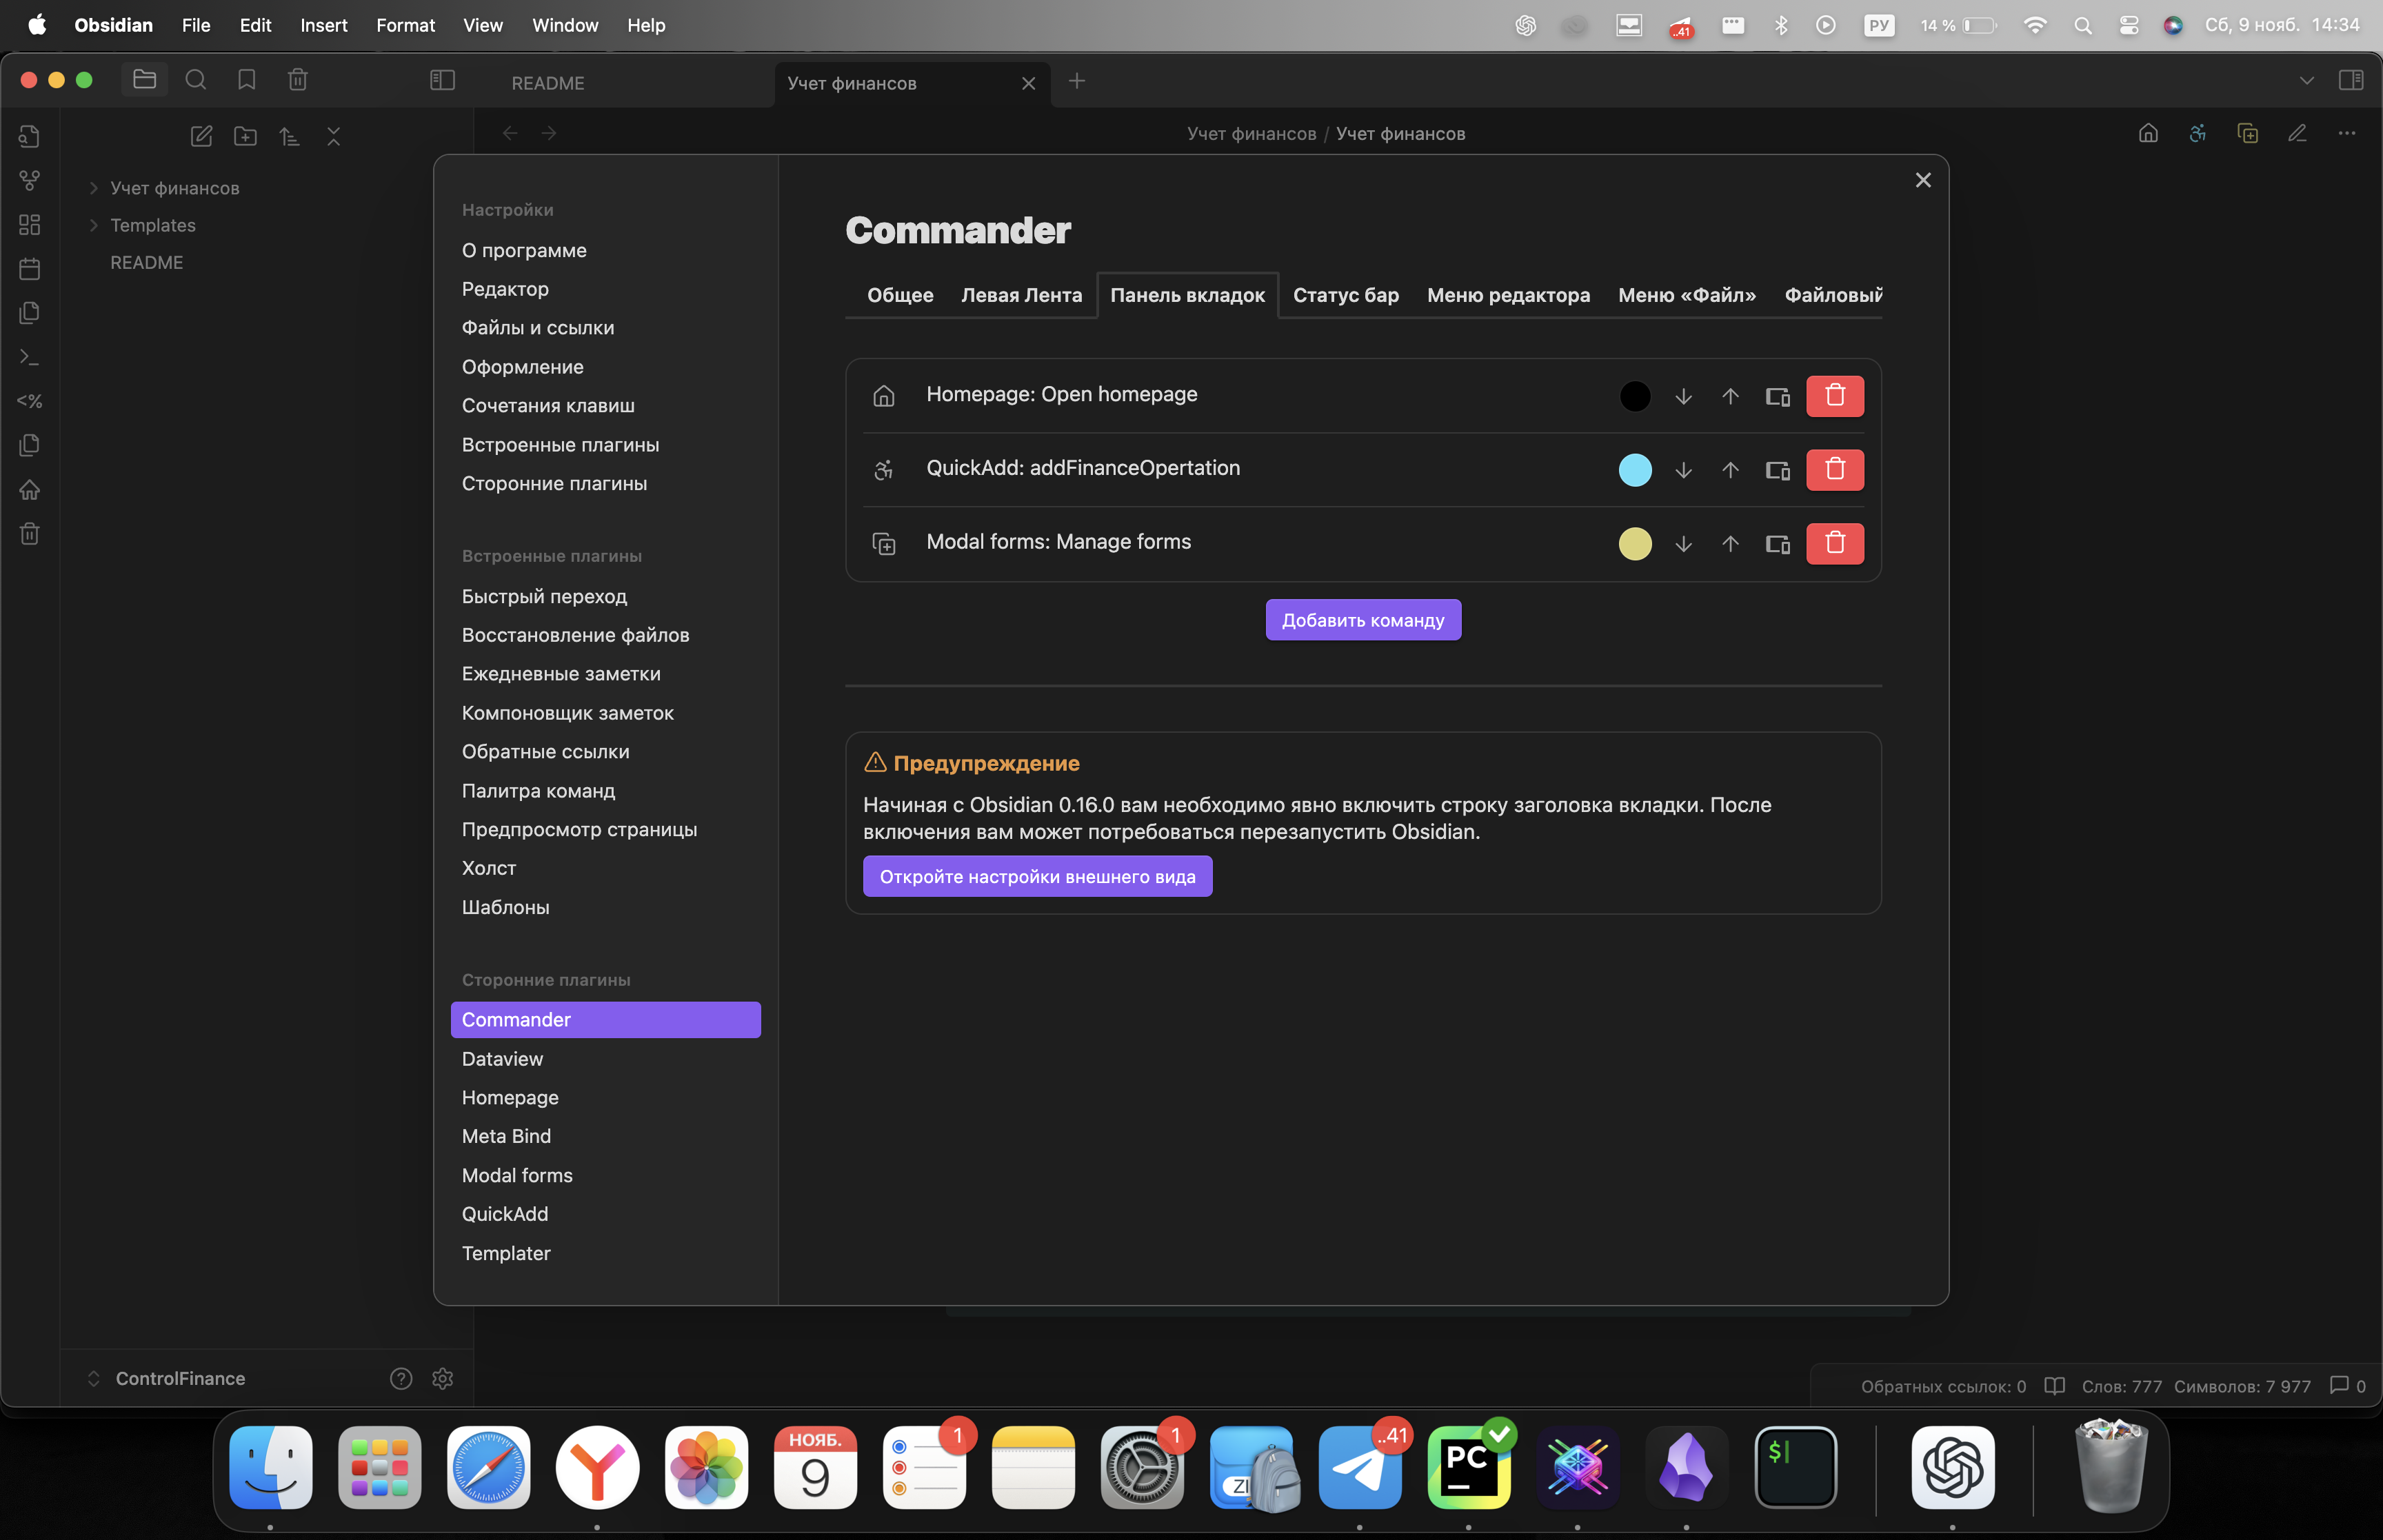 Obsidian File Edit Insert Format View Window Help ..41 РУ 14 % Сб, 9 нояб. 14:34
README Учет финансов
Учет финансов / Учет финансов
Учет финансов
Templates
README
<%
Настройки
О программе
Редактор
Файлы и ссылки
Оформление
Сочетания клавиш
Встроенные плагины
Сторонние плагины
Встроенные плагины
Быстрый переход
Восстановление файлов
Ежедневные заметки
Компоновщик заметок
Обратные ссылки
Палитра команд
Предпросмотр страницы
Холст
Шаблоны
Сторонние плагины
Commander
Dataview
Homepage
Meta Bind
Modal forms
QuickAdd
Templater
Commander
Общее Левая Лента Панель вкладок Статус бар Меню редактора Меню «Файл» Файловый
Homepage: Open homepage
QuickAdd: addFinanceOpertation
Modal forms: Manage forms
Добавить команду
Предупреждение
Начиная с Obsidian 0.16.0 вам необходимо явно включить строку заголовка вкладки. После
включения вам может потребоваться перезапустить Obsidian.
Откройте настройки внешнего вида
ControlFinance
Обратных ссылок: 0 Слов: 777 Символов: 7 977 0
НОЯБ.
9
1
1
ZI
..41
PC
$